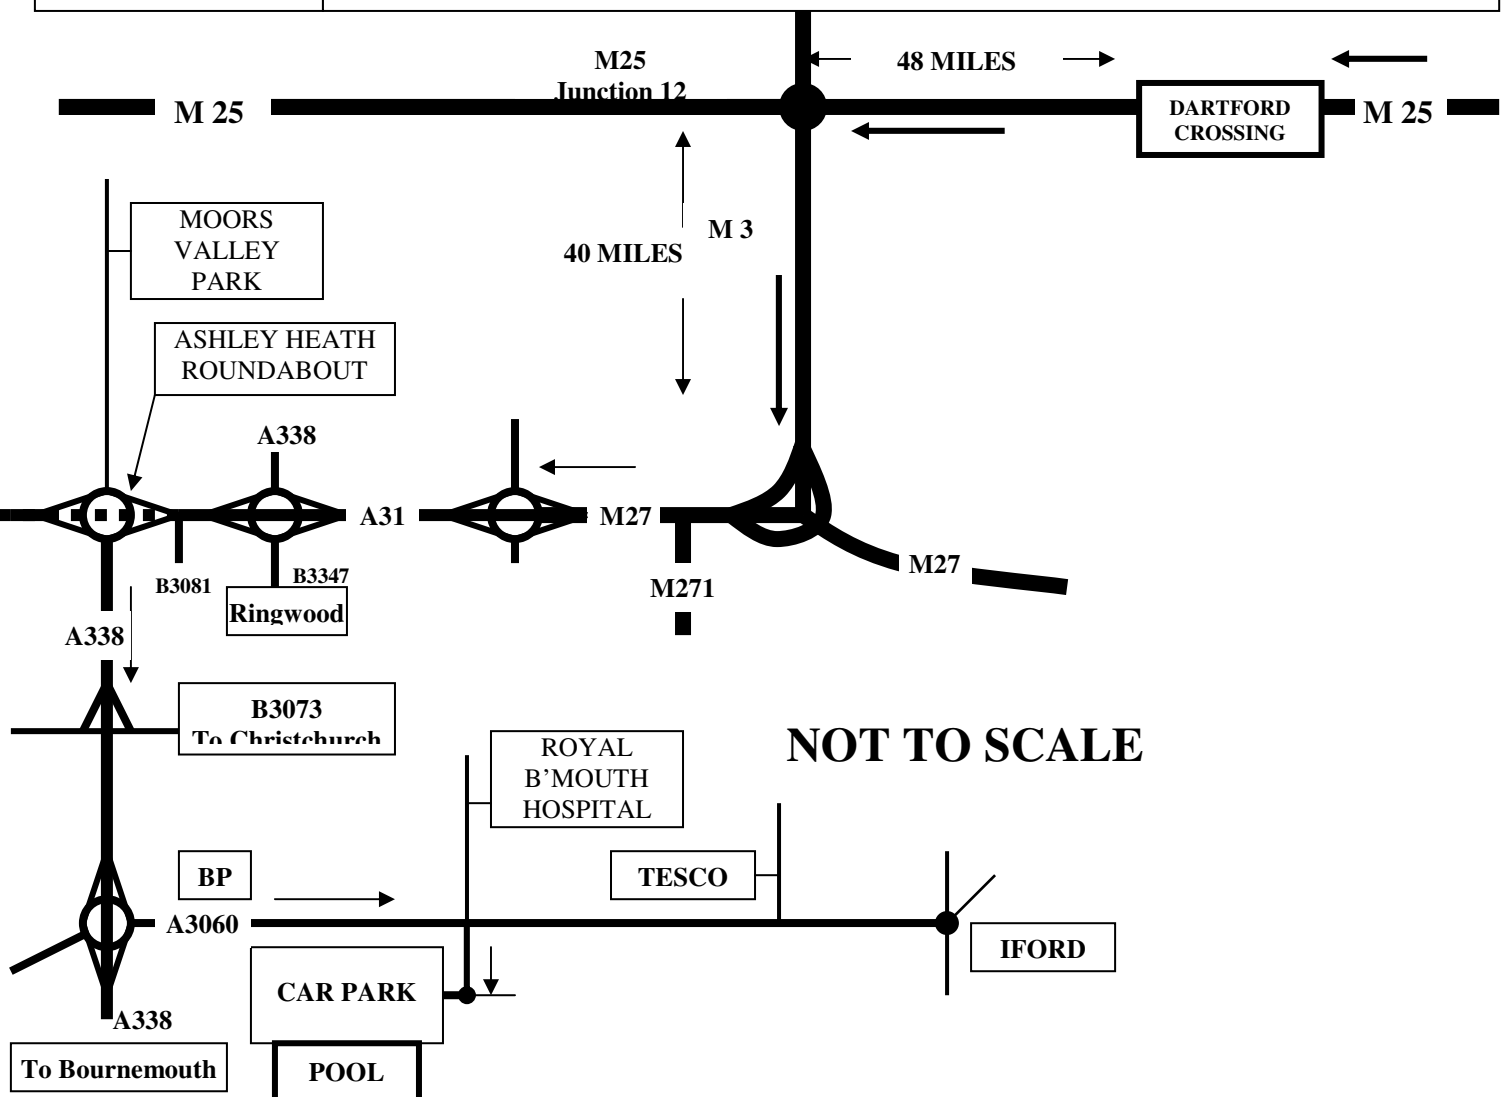 M25
Junction 12
48 MILES
M 25
DARTFORD
CROSSING
M 25
MOORS
VALLEY
PARK
M 3
40 MILES
ASHLEY HEATH
ROUNDABOUT
A338
A31
M27
M27
B3081
B3347
Ringwood
M271
A338
B3073
To Christchurch
NOT TO SCALE
ROYAL
B’MOUTH
HOSPITAL
BP
TESCO
A3060
IFORD
CAR PARK
A338
To Bournemouth
POOL